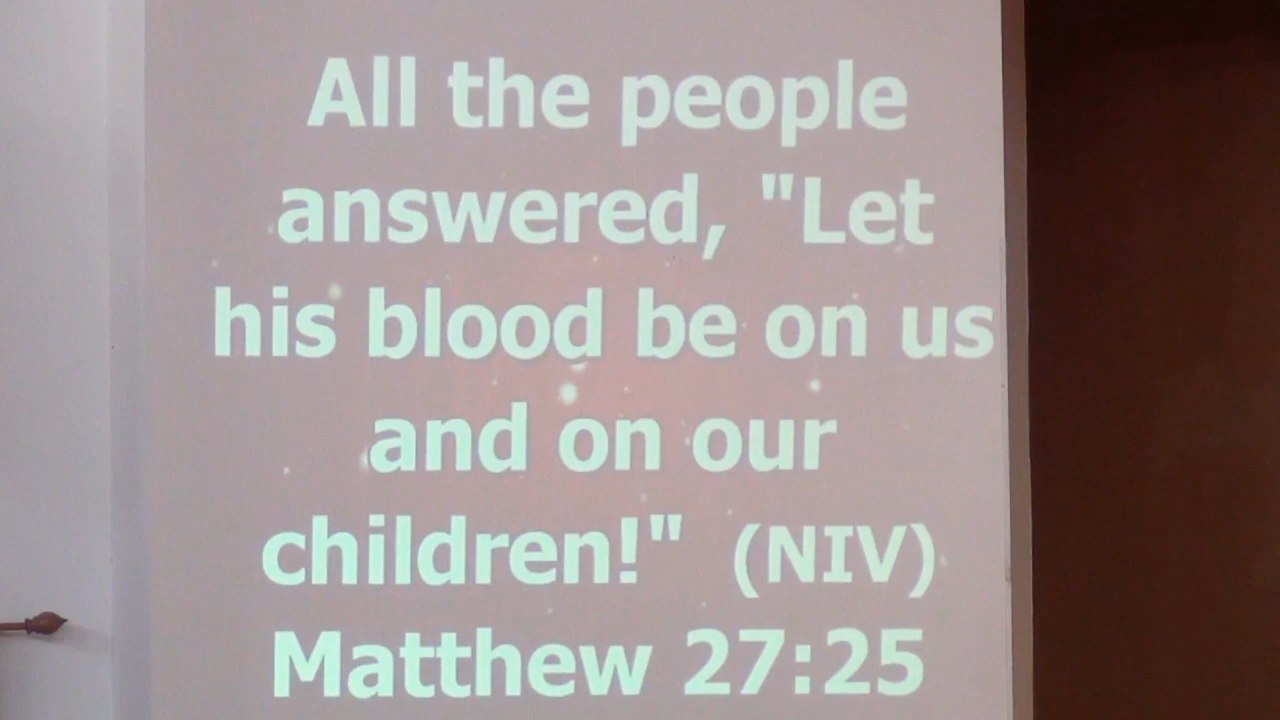 All the people
answered, "Let
his blood be on us
and on our
children!" (NIV)
Matthew 27:25